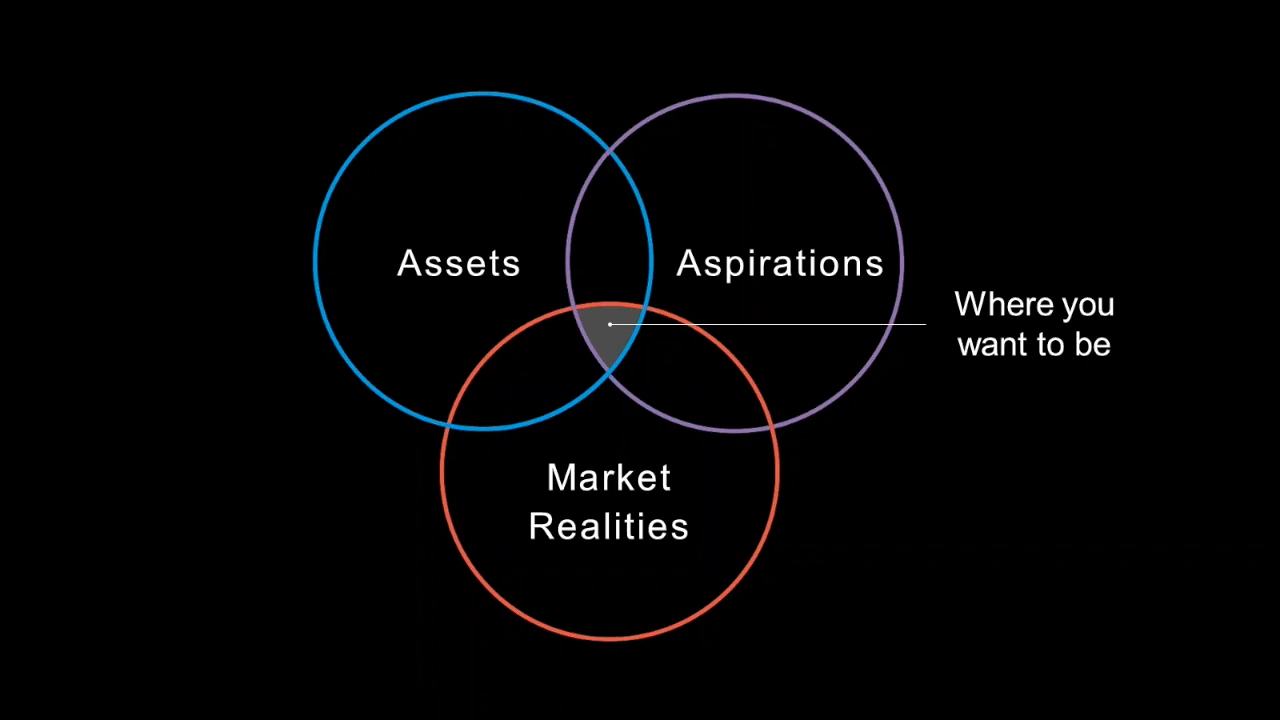 Assets
Aspirations
Where you
want to be
Market
Realities